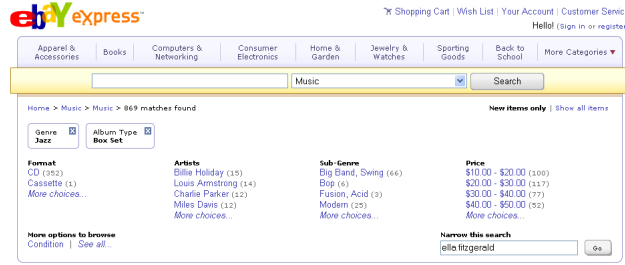 ebay express™
Shopping Cart | Wish List | Your Account | Customer Servic
Hello! (Sign in or register
Apparel & Accessories
Books
Computers & Networking
Consumer Electronics
Home & Garden
Jewelry & Watches
Sporting Goods
Back to School
More Categories ▼
Music
Search
Home > Music > Music > 869 matches found
New items only | Show all items
Genre
Jazz
Album Type
Box Set
Format
CD (352)
Cassette (1)
More choices...
Artists
Billie Holiday (15)
Louis Armstrong (14)
Charlie Parker (12)
Miles Davis (12)
More choices...
Sub-Genre
Big Band, Swing (66)
Bop (6)
Fusion, Acid (3)
Modern (25)
More choices...
Price
$10.00 - $20.00 (100)
$20.00 - $30.00 (117)
$30.00 - $40.00 (77)
$40.00 - $50.00 (52)
More choices...
More options to browse
Condition | See all...
Narrow this search
ella fitzgerald
Go